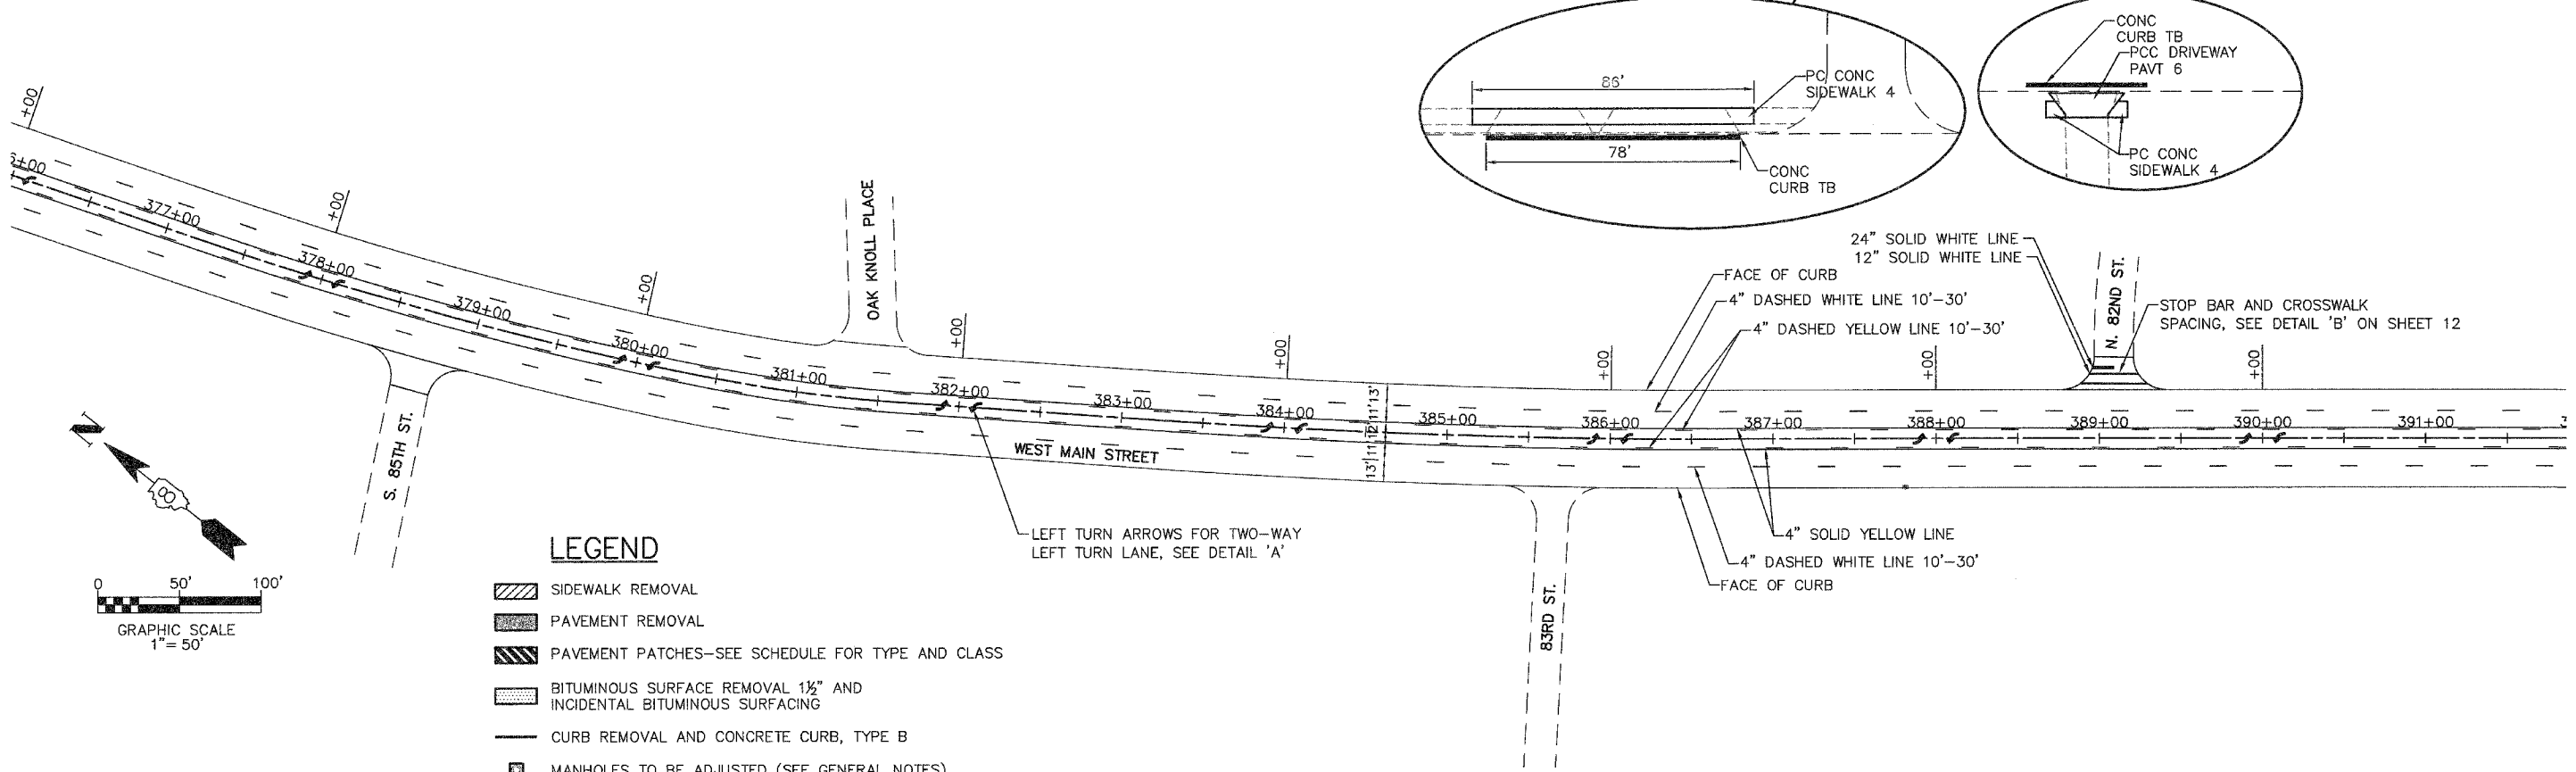 CONC
CURB TB
PCC DRIVEWAY
PAVT 6
PC CONC
SIDEWALK 4
86'
PC CONC
SIDEWALK 4
78'
CONC
CURB TB
+00
+00
+00
+00
+00
+00
+00
+00
377+00
378+00
379+00
380+00
381+00
382+00
383+00
384+00
385+00
386+00
387+00
388+00
389+00
390+00
391+00
OAK KNOLL PLACE
S. 85TH ST.
WEST MAIN STREET
83RD ST.
N. 82ND ST.
13' 11' 12' 11' 13'
24" SOLID WHITE LINE
12" SOLID WHITE LINE
FACE OF CURB
4" DASHED WHITE LINE 10'-30'
4" DASHED YELLOW LINE 10'-30'
STOP BAR AND CROSSWALK
SPACING, SEE DETAIL 'B' ON SHEET 12
LEFT TURN ARROWS FOR TWO-WAY
LEFT TURN LANE, SEE DETAIL 'A'
4" SOLID YELLOW LINE
4" DASHED WHITE LINE 10'-30'
FACE OF CURB
N
0 50' 100'
GRAPHIC SCALE
1"= 50'
LEGEND
SIDEWALK REMOVAL
PAVEMENT REMOVAL
PAVEMENT PATCHES-SEE SCHEDULE FOR TYPE AND CLASS
BITUMINOUS SURFACE REMOVAL 1½" AND
INCIDENTAL BITUMINOUS SURFACING
CURB REMOVAL AND CONCRETE CURB, TYPE B
MANHOLES TO BE ADJUSTED (SEE GENERAL NOTES)